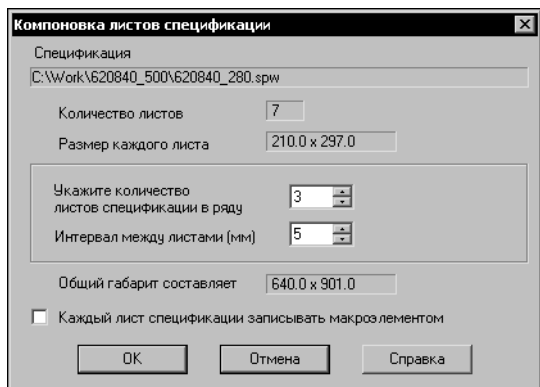 Компоновка листов спецификации
Спецификация
C:\Work\620840_500\620840_280.spw
Количество листов 7
Размер каждого листа 210.0 x 297.0
Укажите количество
листов спецификации в ряду 3
Интервал между листами (мм) 5
Общий габарит составляет 640.0 x 901.0
Каждый лист спецификации записывать макроэлементом
OK Отмена Справка